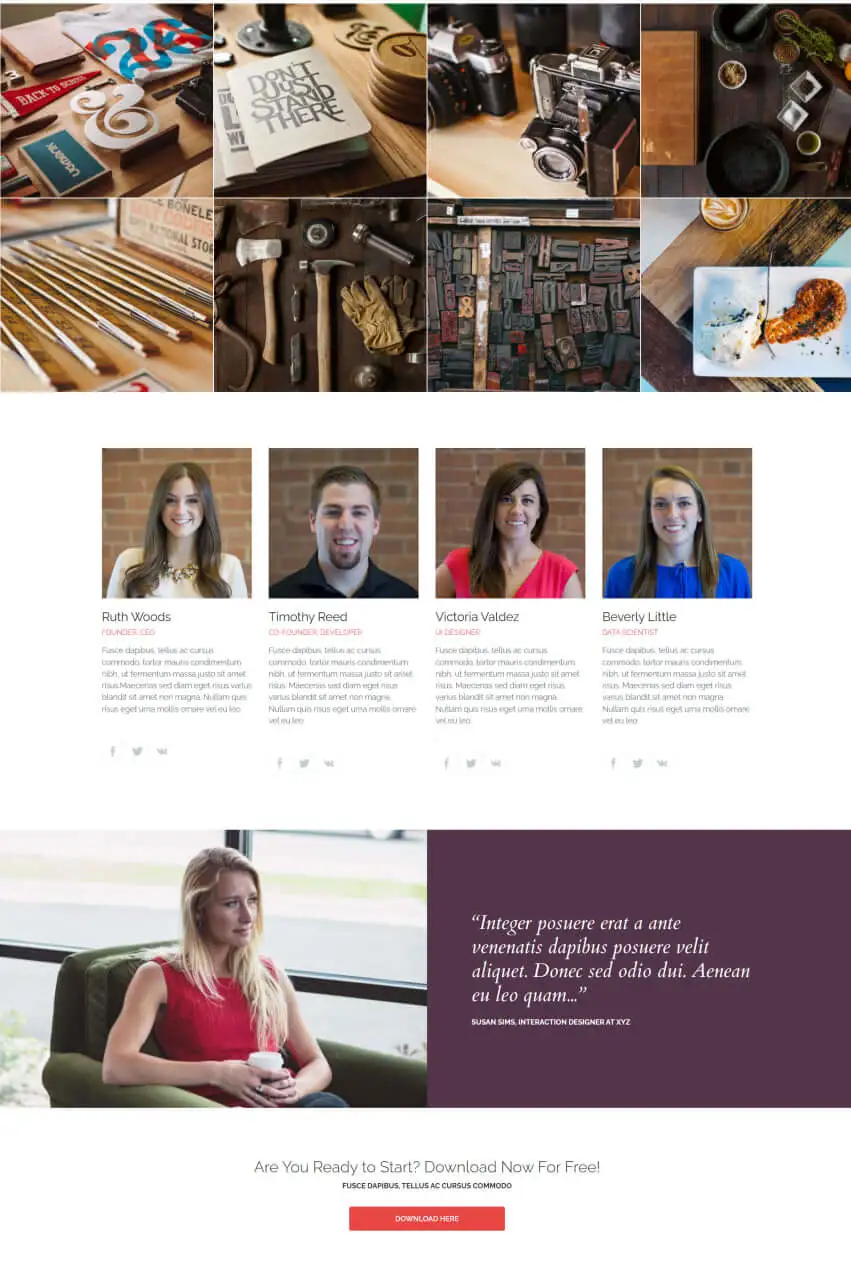 BACK TO SCHOOL
&
DON'T
JUST
STAND
THERE
Ruth Woods
FOUNDER, CEO
Fusce dapibus, tellus ac cursus
commodo, tortor mauris condimentum
nibh, ut fermentum massa justo sit amet
risus.Maecenas sed diam eget risus varius
blandit sit amet non magna. Nullam quis
risus eget urna mollis ornare vel eu leo
Timothy Reed
CO-FOUNDER, DEVELOPER
Fusce dapibus, tellus ac cursus
commodo, tortor mauris condimentum
nibh, ut fermentum massa justo sit amet
risus. Maecenas sed diam eget risus
varius blandit sit amet non magna.
Nullam quis risus eget urna mollis ornare
vel eu leo
Victoria Valdez
UI DESIGNER
Fusce dapibus, tellus ac cursus
commodo, tortor mauris condimentum
nibh, ut fermentum massa justo sit amet
risus. Maecenas sed diam eget risus
varius blandit sit amet non magna.
Nullam quis risus eget urna mollis ornare
vel eu leo.
Beverly Little
DATA SCIENTIST
Fusce dapibus, tellus ac cursus
commodo, tortor mauris condimentum
nibh, ut fermentum massa justo sit amet
risus. Maecenas sed diam eget risus
varius blandit sit amet non magna.
Nullam quis risus eget urna mollis ornare
vel eu leo
“Integer posuere erat a ante
venenatis dapibus posuere velit
aliquet. Donec sed odio dui. Aenean
eu leo quam...”
SUSAN SIMS, INTERACTION DESIGNER AT XYZ
Are You Ready to Start? Download Now For Free!
FUSCE DAPIBUS, TELLUS AC CURSUS COMMODO
DOWNLOAD HERE